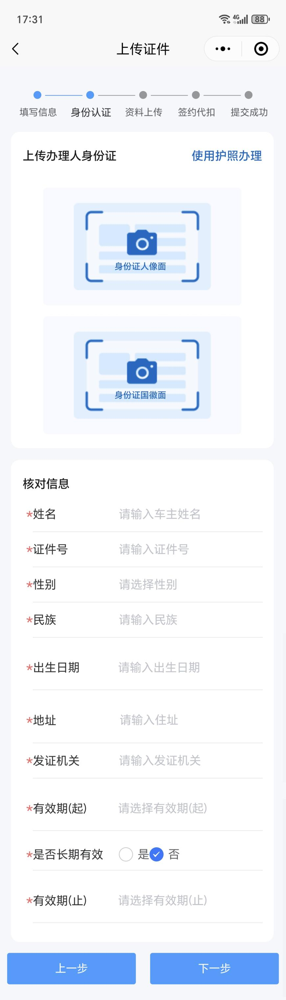 17:31
4G
88
上传证件
填写信息 身份认证 资料上传 签约代扣 提交成功
上传办理人身份证 使用护照办理
身份证人像面
身份证国徽面
核对信息
*姓名 请输入车主姓名
*证件号 请输入证件号
*性别 请选择性别
*民族 请输入民族
*出生日期 请输入出生日期
*地址 请输入住址
*发证机关 请输入发证机关
*有效期(起) 请选择有效期(起)
*是否长期有效 是 否
*有效期(止) 请选择有效期(止)
上一步 下一步